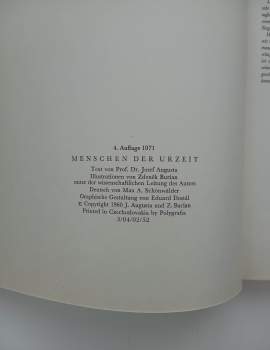 4. Auflage 1971
MENSCHEN DER URZEIT
Text von Prof. Dr. Josef Augusta
Illustrationen von Zdeněk Burian
unter der wissenschaftlichen Leitung des Autors
Deutsch von Max A. Schönwälder
Graphische Gestaltung von Eduard Dostál
© Copyright 1960 J. Augusta und Z. Burian
Printed in Czechoslovakia by Polygrafia
3/04/02/52